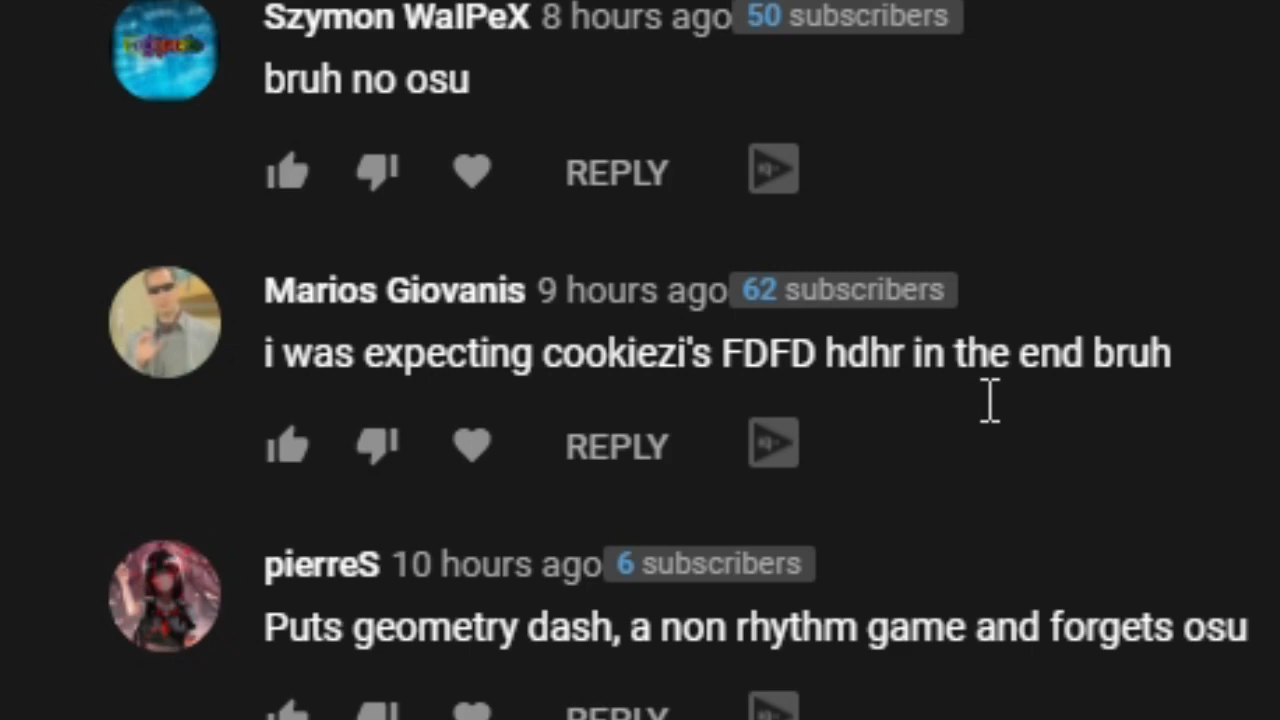 Szymon WalPeX 8 hours ago 50 subscribers
bruh no osu
REPLY
Marios Giovanis 9 hours ago 62 subscribers
i was expecting cookiezi's FDFD hdhr in the end bruh
REPLY
pierreS 10 hours ago 6 subscribers
Puts geometry dash, a non rhythm game and forgets osu
REPLY